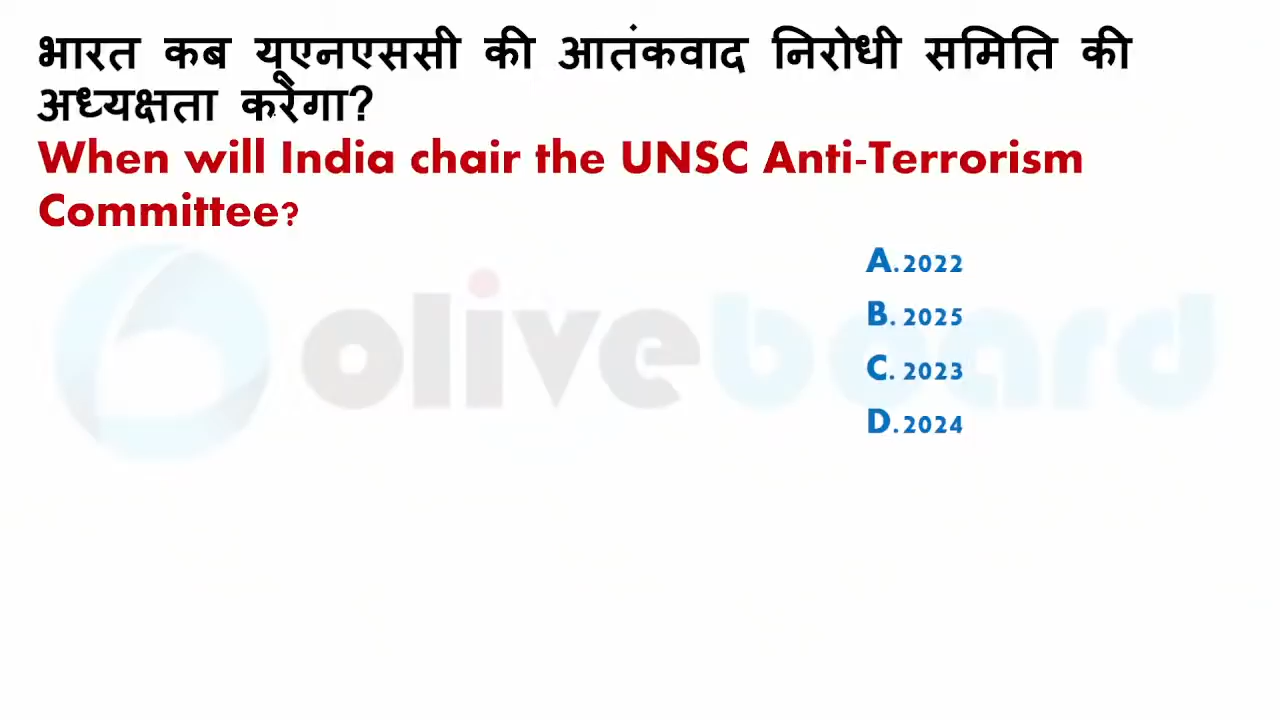 भारत कब यूएनएससी की आतंकवाद निरोधी समिति की
अध्यक्षता करेंगा?
When will India chair the UNSC Anti-Terrorism
Committee?
A.2022
B. 2025
C. 2023
D.2024
oliveboard